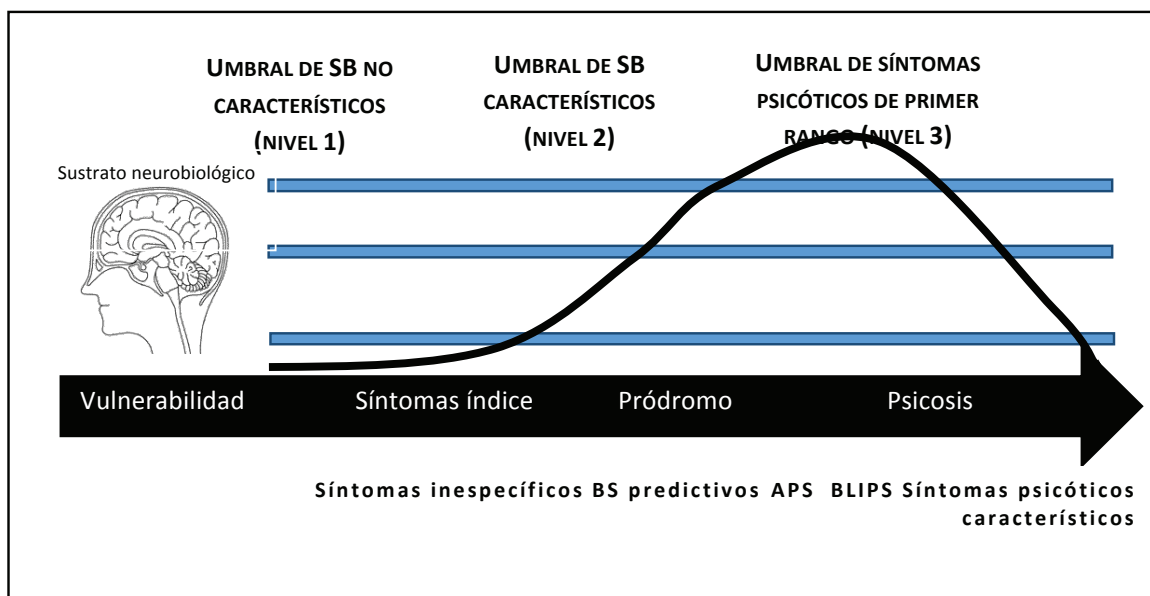 UMBRAL DE SB NO
CARACTERÍSTICOS
(NIVEL 1)
UMBRAL DE SB
CARACTERÍSTICOS
(NIVEL 2)
UMBRAL DE SÍNTOMAS
PSICÓTICOS DE PRIMER
RANGO (NIVEL 3)
Sustrato neurobiológico
Vulnerabilidad Síntomas índice Pródromo Psicosis
Síntomas inespecíficos BS predictivos APS BLIPS Síntomas psicóticos
característicos